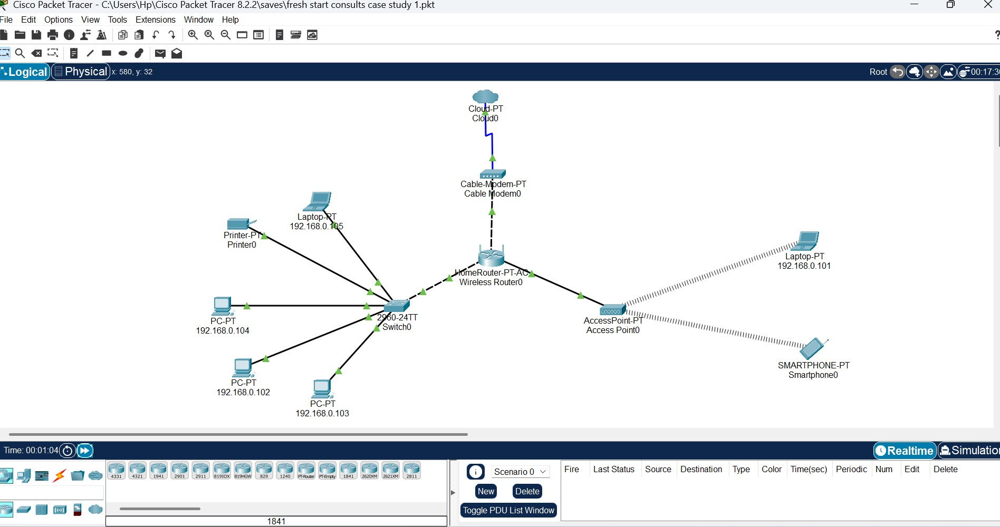 Cisco Packet Tracer - C:\Users\Hp\Cisco Packet Tracer 8.2.2\saves\fresh start consults case study 1.pkt
File Edit Options View Tools Extensions Window Help
?
Logical Physical x: 580, y: 32 Root 00:17:30
Cloud-PT
Cloud0
Cable-Modem-PT
Cable Modem0
Laptop-PT
192.168.0.105
Printer-PT
Printer0
HomeRouter-PT-AC
Wireless Router0
Laptop-PT
192.168.0.101
PC-PT
192.168.0.104
2960-24TT
Switch0
AccessPoint-PT
Access Point0
SMARTPHONE-PT
Smartphone0
PC-PT
192.168.0.102
PC-PT
192.168.0.103
Time: 00:01:04 Realtime Simulation
4331 4321 1941 2901 2911 819IOX 819HGW 829 1240 PT-Router PT-Empty 1841 2620XM 2621XM 2811
Scenario 0
New Delete
Toggle PDU List Window
Fire Last Status Source Destination Type Color Time(sec) Periodic Num Edit Delete
1841